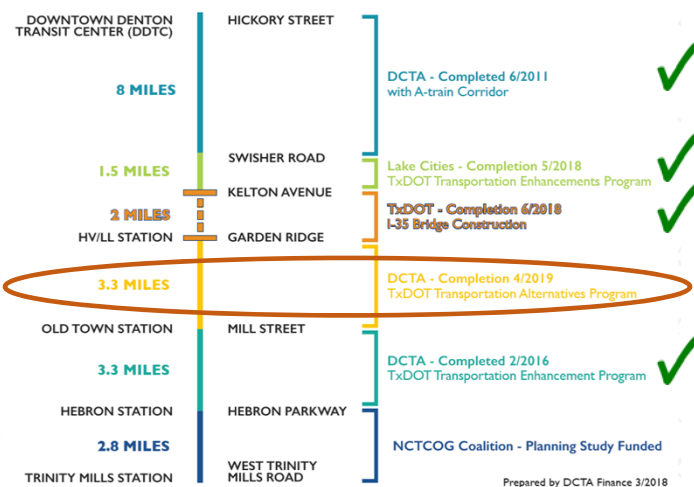 DOWNTOWN DENTON
TRANSIT CENTER (DDTC)
HICKORY STREET
8 MILES
DCTA - Completed 6/2011
with A-train Corridor
SWISHER ROAD
1.5 MILES
Lake Cities - Completion 5/2018
TxDOT Transportation Enhancements Program
KELTON AVENUE
2 MILES
TxDOT - Completion 6/2018
I-35 Bridge Construction
HV/LL STATION
GARDEN RIDGE
3.3 MILES
DCTA - Completion 4/2019
TxDOT Transportation Alternatives Program
OLD TOWN STATION
MILL STREET
3.3 MILES
DCTA - Completed 2/2016
TxDOT Transportation Enhancement Program
HEBRON STATION
HEBRON PARKWAY
2.8 MILES
NCTCOG Coalition - Planning Study Funded
TRINITY MILLS STATION
WEST TRINITY
MILLS ROAD
Prepared by DCTA Finance 3/2018